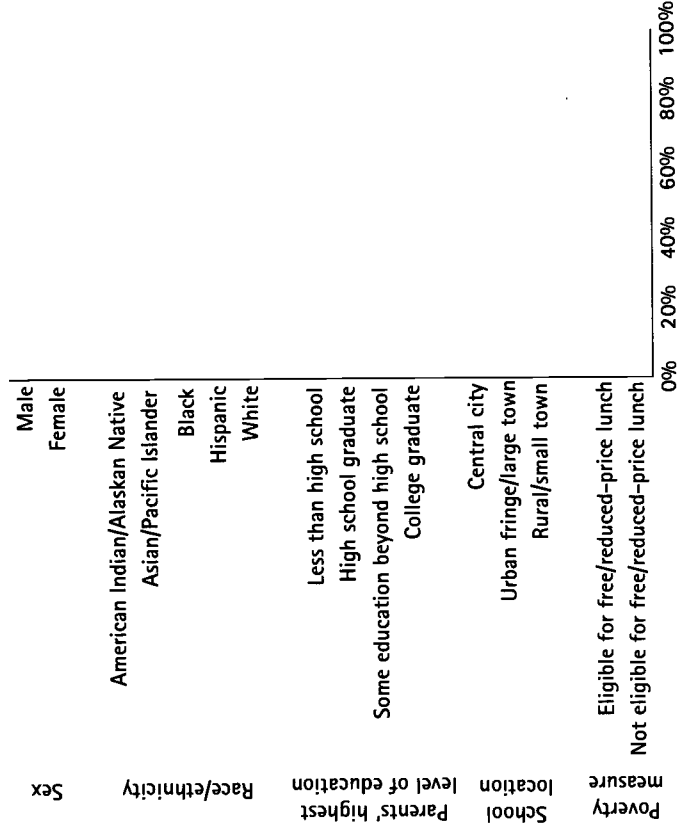 Sex
Male
Female
Race/ethnicity
American Indian/Alaskan Native
Asian/Pacific Islander
Black
Hispanic
White
Parents' highest
level of education
Less than high school
High school graduate
Some education beyond high school
College graduate
School
location
Central city
Urban fringe/large town
Rural/small town
Poverty
measure
Eligible for free/reduced-price lunch
Not eligible for free/reduced-price lunch
0%
20%
40%
60%
80%
100%